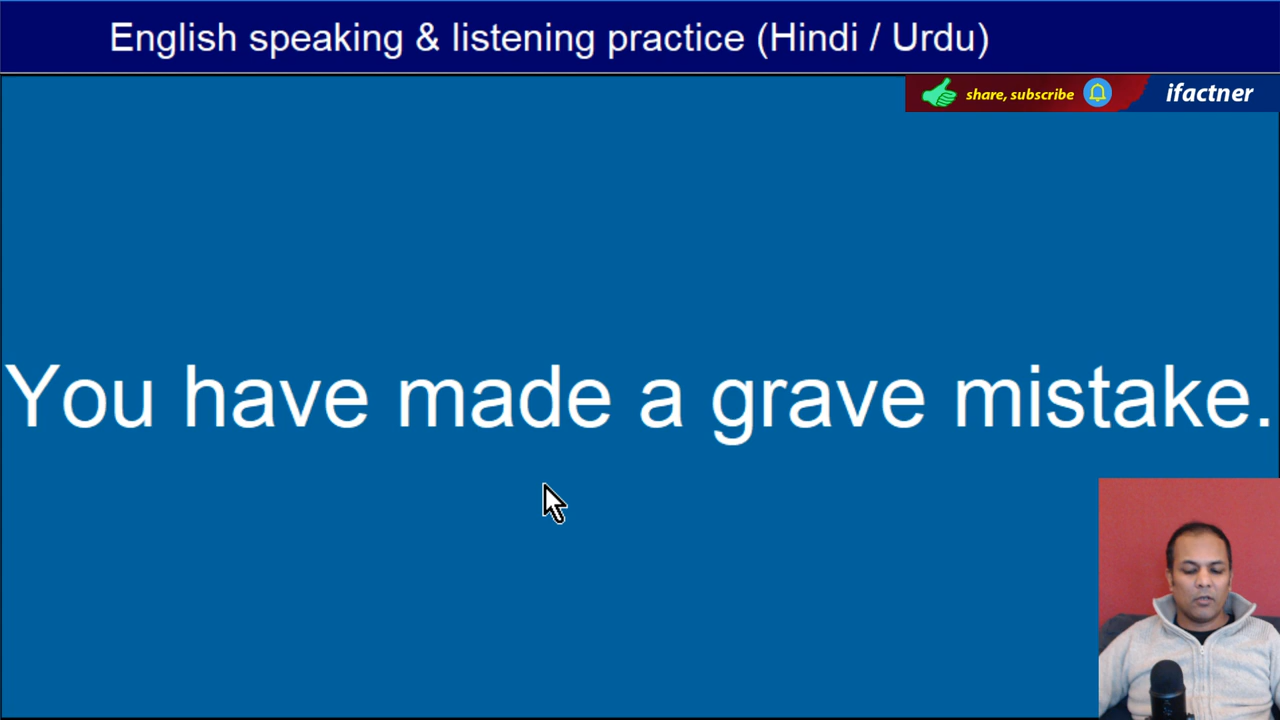 English speaking & listening practice (Hindi / Urdu)
share, subscribe
ifactner
You have made a grave mistake.